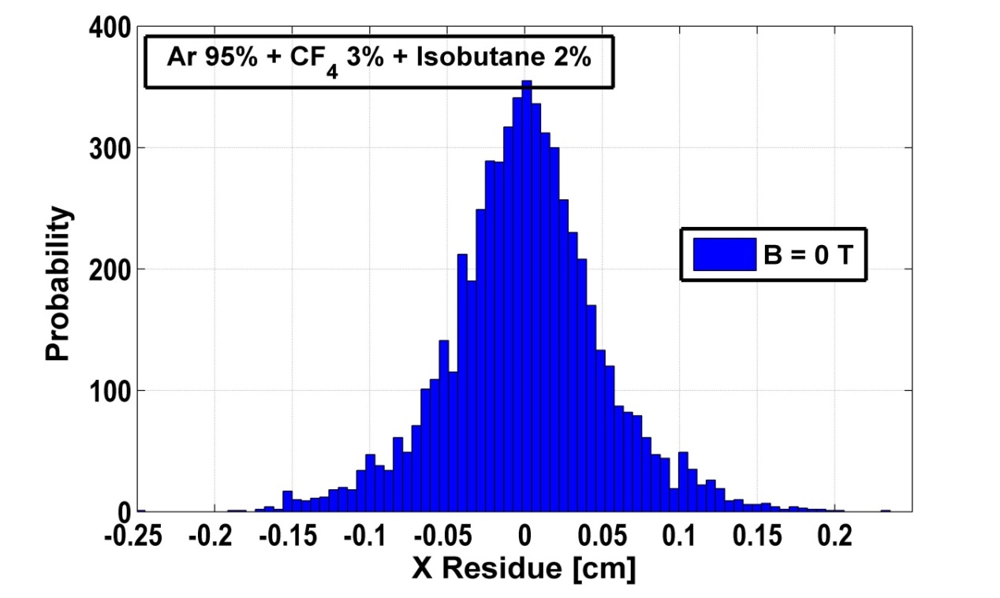 Ar 95% + CF4 3% + Isobutane 2%
400
300
200
100
0
Probability
B = 0 T
-0.25 -0.2 -0.15 -0.1 -0.05 0 0.05 0.1 0.15 0.2
X Residue [cm]